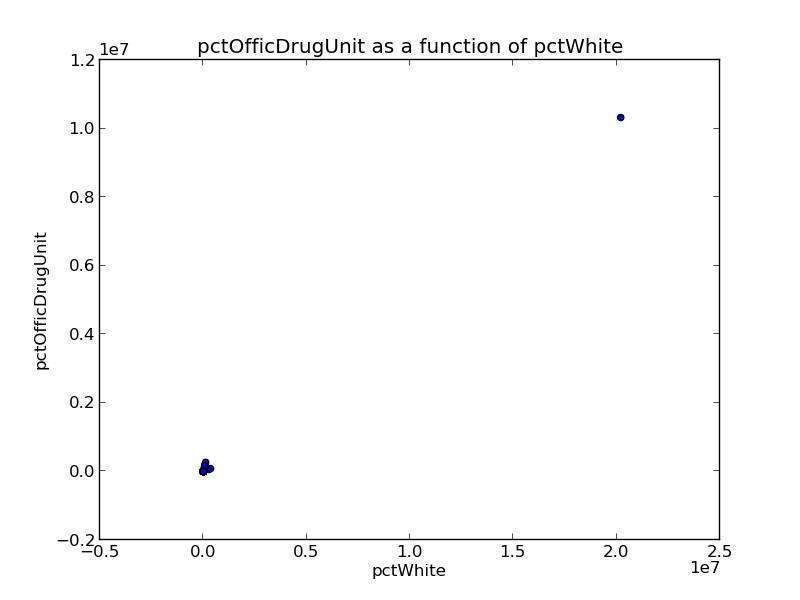 pctOfficDrugUnit as a function of pctWhite
1e7
1.2
1.0
0.8
0.6
0.4
0.2
0.0
−0.2
pctOfficDrugUnit
−0.5 0.0 0.5 1.0 1.5 2.0 2.5
1e7
pctWhite